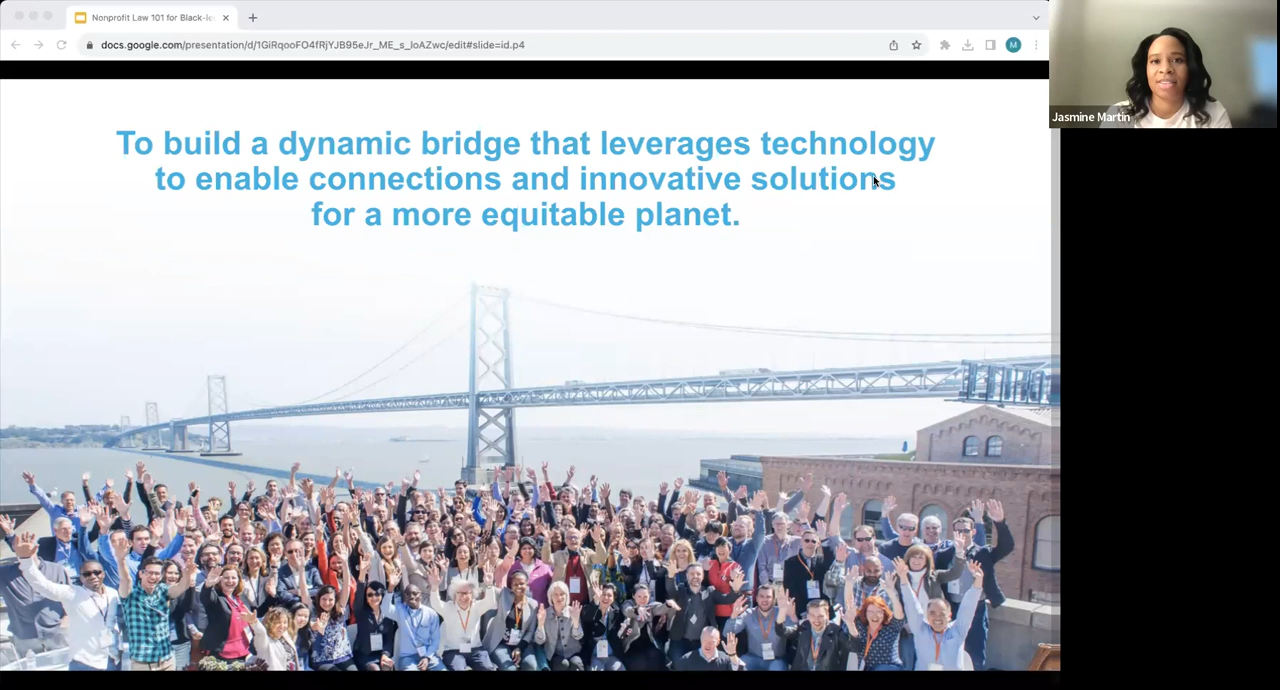 Nonprofit Law 101 for Black-le
docs.google.com/presentation/d/1GiRqooFO4fRjYJB95eJr_ME_s_IoAZwc/edit#slide=id.p4
M
Jasmine Martin
To build a dynamic bridge that leverages technology
to enable connections and innovative solutions
for a more equitable planet.